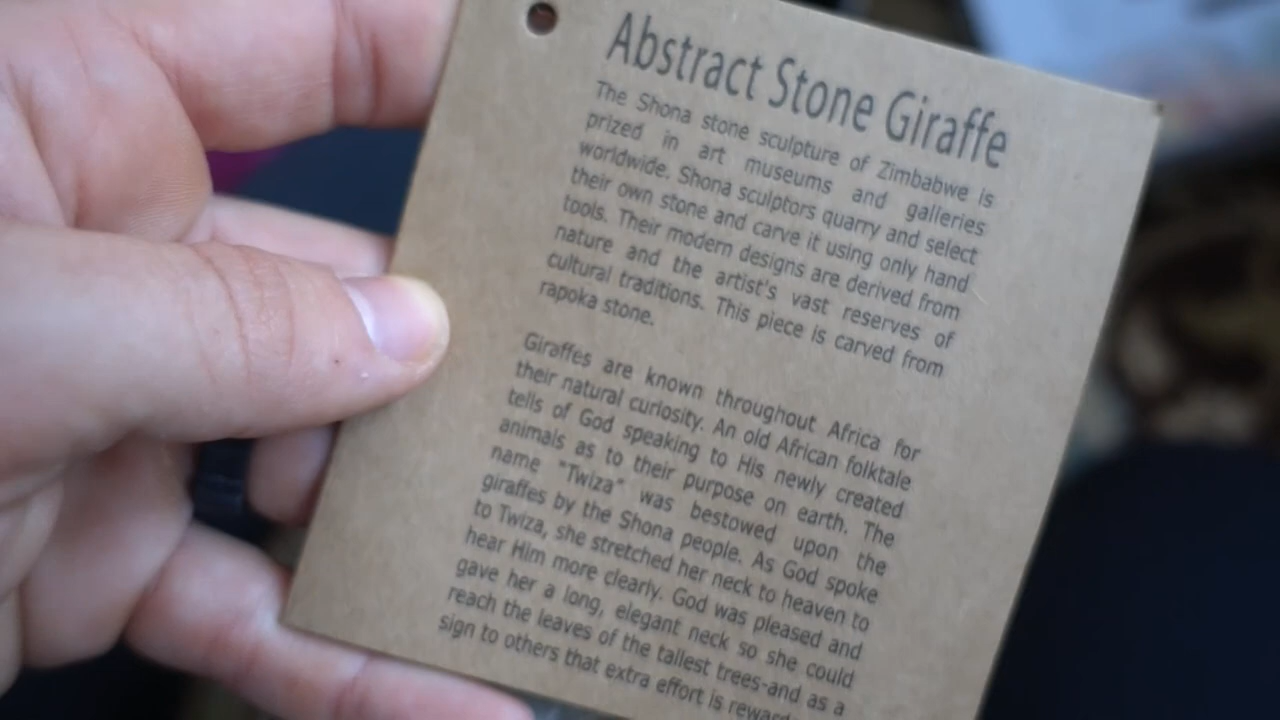 Abstract Stone Giraffe
The Shona stone sculpture of Zimbabwe is
prized in art museums and galleries
worldwide. Shona sculptors quarry and select
their own stone and carve it using only hand
tools. Their modern designs are derived from
nature and the artist's vast reserves of
cultural traditions. This piece is carved from
rapoka stone.
Giraffes are known throughout Africa for
their natural curiosity. An old African folktale
tells of God speaking to His newly created
animals as to their purpose on earth. The
name "Twiza" was bestowed upon the
giraffes by the Shona people. As God spoke
to Twiza, she stretched her neck to heaven to
hear Him more clearly. God was pleased and
gave her a long, elegant neck so she could
reach the leaves of the tallest trees-and as a
sign to others that extra effort is